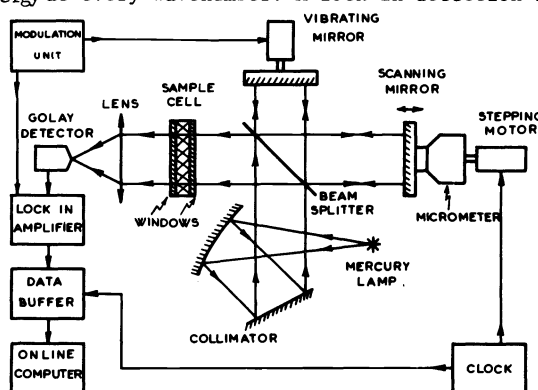 MODULATION
UNIT
VIBRATING
MIRROR
SAMPLE
CELL
SCANNING
MIRROR
STEPPING
MOTOR
GOLAY
DETECTOR
LENS
BEAM
SPLITTER
MICROMETER
WINDOWS
LOCK IN
AMPLIFIER
MERCURY
LAMP.
DATA
BUFFER
COLLIMATOR
ONLINE
COMPUTER
CLOCK